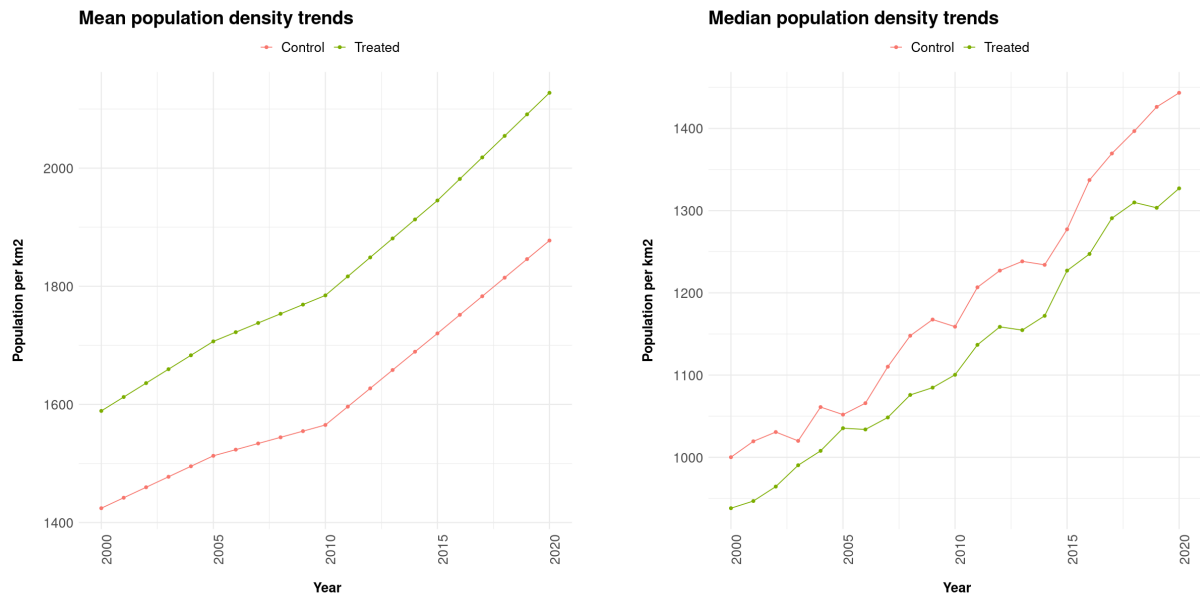 Mean population density trends
Control Treated
Population per km2
2000
1800
1600
1400
2000 2005 2010 2015 2020
Year
Median population density trends
Control Treated
Population per km2
1400
1300
1200
1100
1000
2000 2005 2010 2015 2020
Year